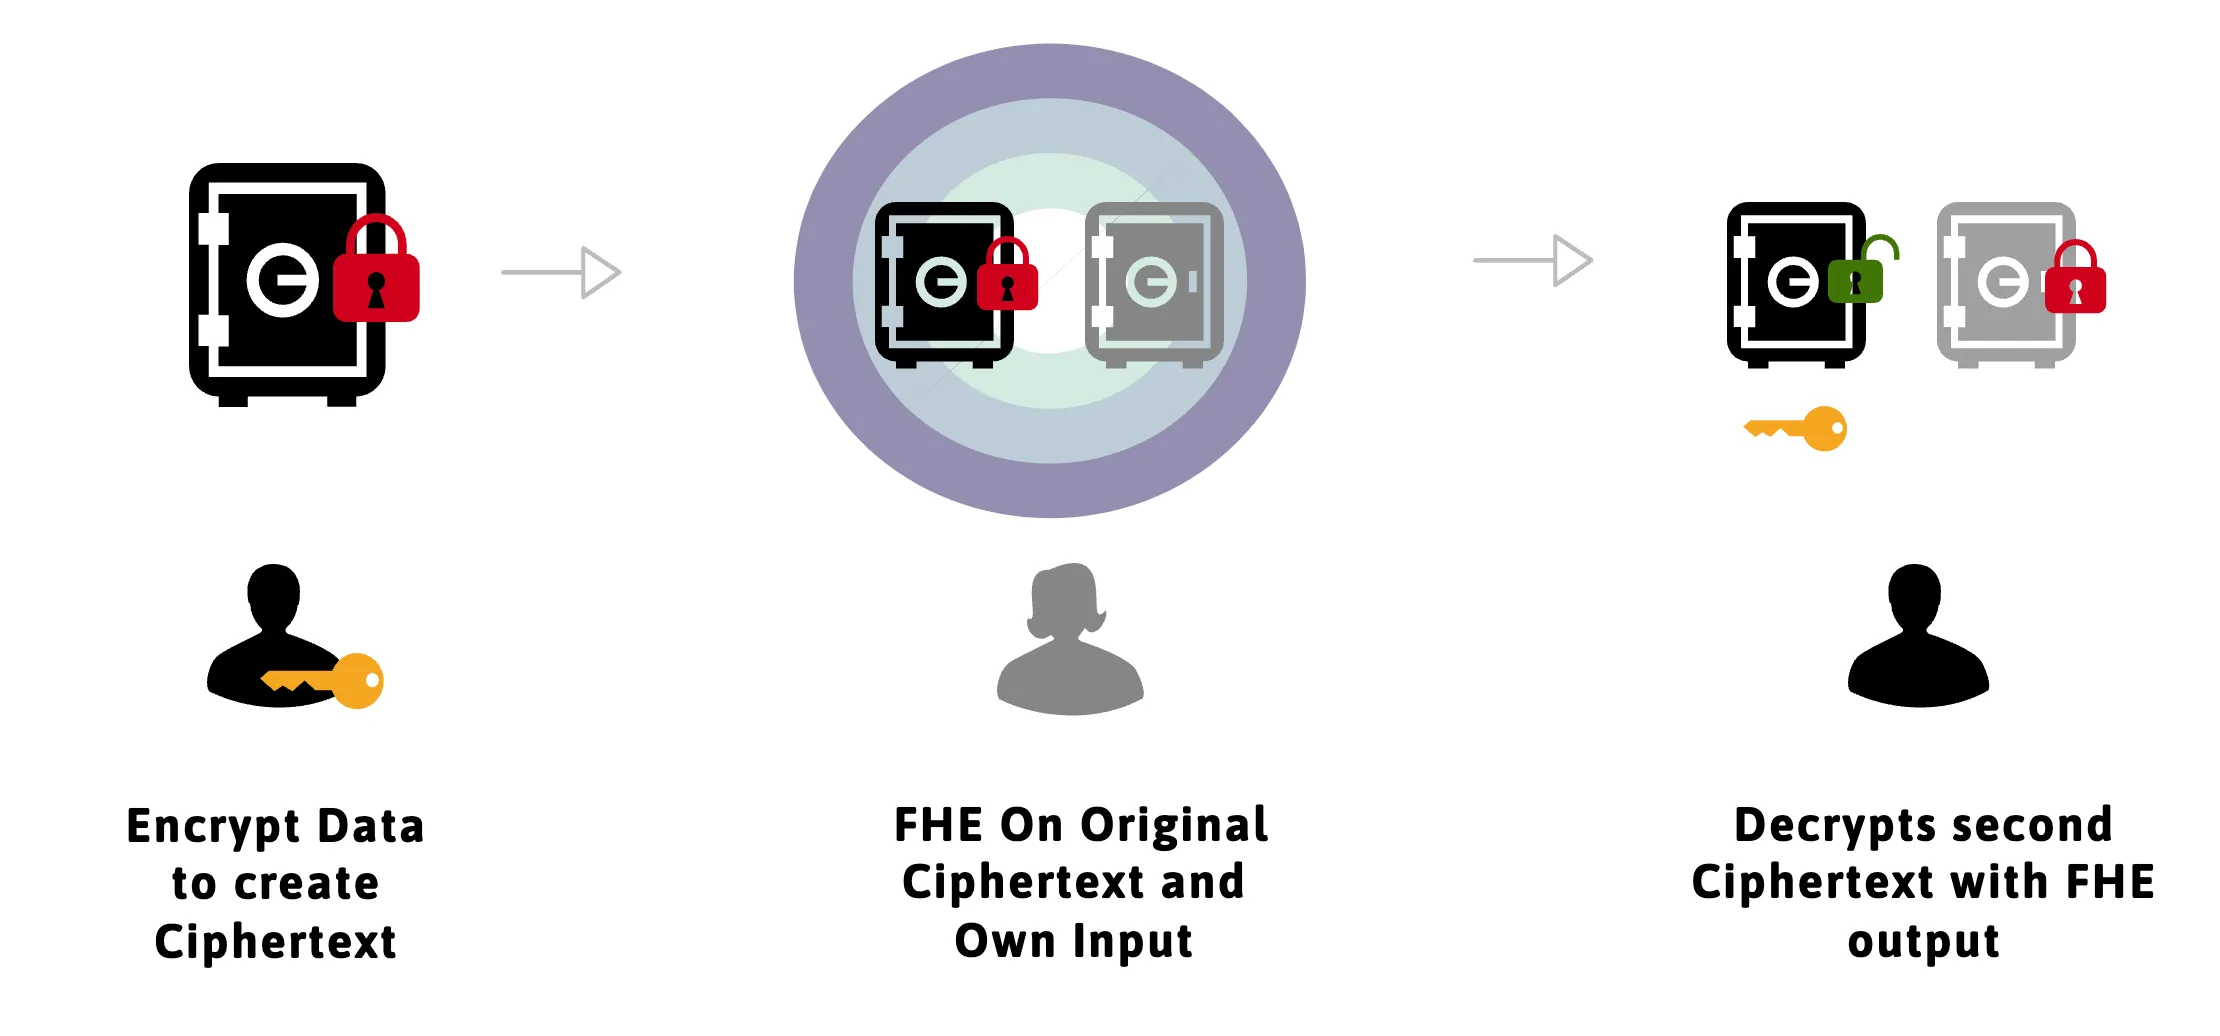 Encrypt Data
to create
Ciphertext
FHE On Original
Ciphertext and
Own Input
Decrypts second
Ciphertext with FHE
output